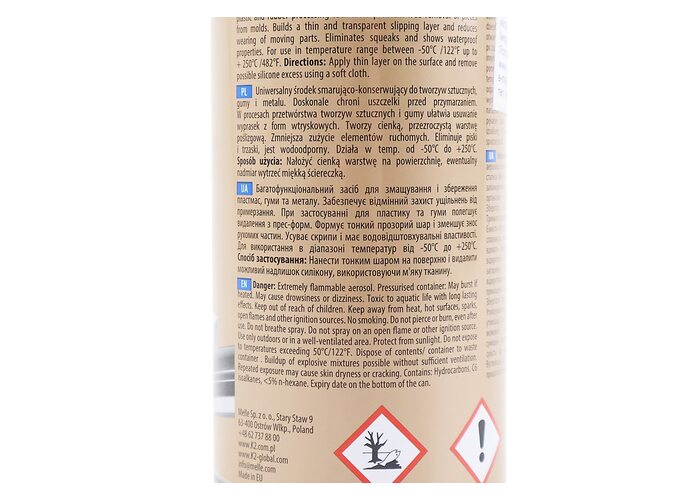 from molds. Builds a thin and transparent slipping layer and reduces
wearing of moving parts. Eliminates squeaks and shows waterproof
properties. For use in temperature range between -50°C /122°F up to
+ 250°C /482°F. Directions: Apply thin layer on the surface and remove
possible silicone excess using a soft cloth.
PL Uniwersalny środek smarująco-konserwujący do tworzyw sztucznych,
gumy i metalu. Doskonale chroni uszczelki przed przymarzaniem.
W procesach przetwórstwa tworzyw sztucznych i gumy ułatwia usuwanie
wyprasek z form wtryskowych. Tworzy cienką, przezroczystą warstwę
poślizgową. Zmniejsza zużycie elementów ruchomych. Eliminuje piski
i trzaski, jest wodoodporny. Działa w temp. od -50°C do +250°C.
Sposób użycia: Nałożyć cienką warstwę na powierzchnię, ewentualny
nadmiar wytrzeć miękką ściereczką.
UA Багатофункціональний засіб для змащування і збереження
пластмас, гуми та металу. Забезпечує відмінний захист ущільнень від
примерзання. При застосуванні для пластику та гуми полегшує
видалення з прес-форм. Формує тонкий прозорий шар і зменшує знос
рухомих частин. Усуває скрипи і має водовідштовхувальні властивості.
Для використання в діапазоні температур від -50°C до +250°C.
Спосіб застосування: Нанести тонким шаром на поверхню і видалити
можливий надлишок силікону, використовуючи м'яку тканину.
EN Danger: Extremely flammable aerosol. Pressurised container: May burst if
heated. May cause drowsiness or dizziness. Toxic to aquatic life with long lasting
effects. Keep out of reach of children. Keep away from heat, hot surfaces, sparks,
open flames and other ignition sources. No smoking. Do not pierce or burn, even after
use. Do not breathe spray. Do not spray on an open flame or other ignition source.
Use only outdoors or in a well-ventilated area. Protect from sunlight. Do not expose
to temperatures exceeding 50°C/122°F. Dispose of contents/ container to waste
container . Buildup of explosive mixtures possible without sufficient ventilation.
Repeated exposure may cause skin dryness or cracking. Contains: Hydrocarbons, C6
isoalkanes, <5% n-hexane. Expiry date on the bottom of the can.
Melle Sp. z o. o., Stary Staw 9
63-400 Ostrów Wlkp., Poland
+48 62 737 88 00
www.K2.com.pl
www.K2-global.com
info@melle.com
Made in EU